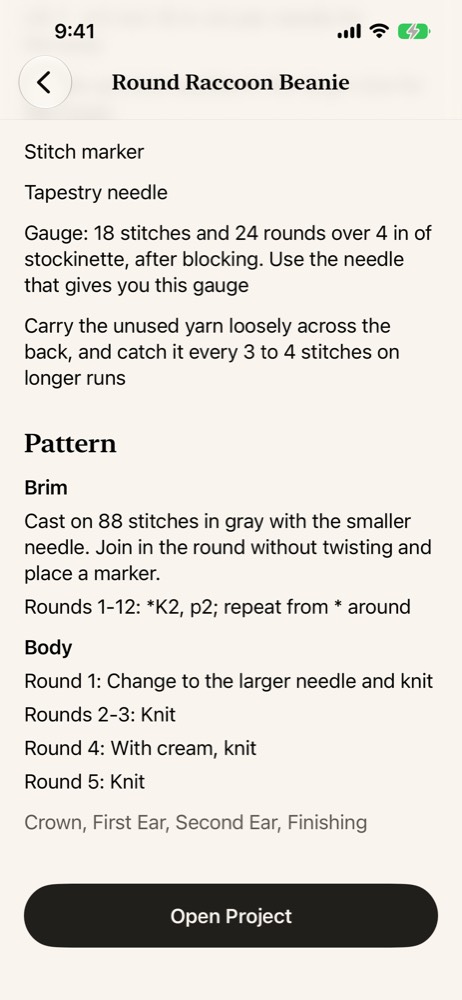 9:41
Round Raccoon Beanie
Stitch marker
Tapestry needle
Gauge: 18 stitches and 24 rounds over 4 in of
stockinette, after blocking. Use the needle
that gives you this gauge
Carry the unused yarn loosely across the
back, and catch it every 3 to 4 stitches on
longer runs
Pattern
Brim
Cast on 88 stitches in gray with the smaller
needle. Join in the round without twisting and
place a marker.
Rounds 1-12: *K2, p2; repeat from * around
Body
Round 1: Change to the larger needle and knit
Rounds 2-3: Knit
Round 4: With cream, knit
Round 5: Knit
Crown, First Ear, Second Ear, Finishing
Open Project